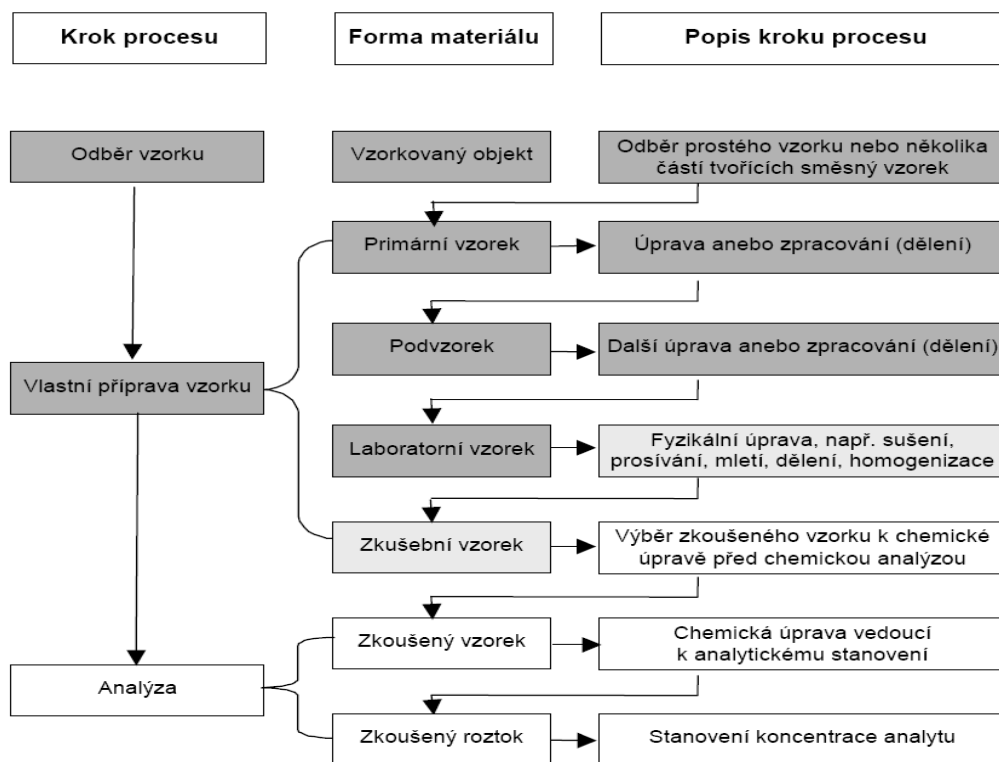 Krok procesu
Forma materiálu
Popis kroku procesu
Odběr vzorku
Vzorkovaný objekt
Odběr prostého vzorku nebo několika
částí tvořících směsný vzorek
Primární vzorek
Úprava anebo zpracování (dělení)
Podvzorek
Další úprava anebo zpracování (dělení)
Vlastní příprava vzorku
Laboratorní vzorek
Fyzikální úprava, např. sušení,
prosívání, mletí, dělení, homogenizace
Zkušební vzorek
Výběr zkoušeného vzorku k chemické
úpravě před chemickou analýzou
Zkoušený vzorek
Chemická úprava vedoucí
k analytickému stanovení
Analýza
Zkoušený roztok
Stanovení koncentrace analytu